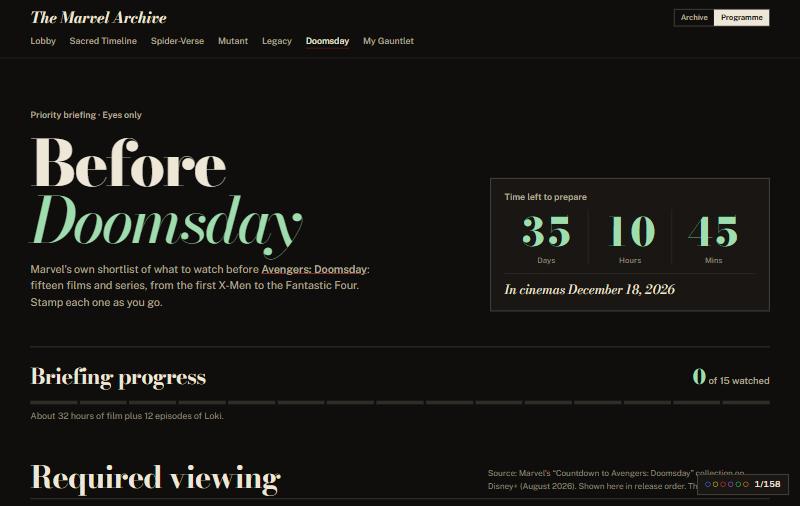 The Marvel Archive
Archive Programme
Lobby Sacred Timeline Spider-Verse Mutant Legacy Doomsday My Gauntlet
Priority briefing · Eyes only
Before
Doomsday
Marvel's own shortlist of what to watch before Avengers: Doomsday:
fifteen films and series, from the first X-Men to the Fantastic Four.
Stamp each one as you go.
Time left to prepare
35 10 45
Days Hours Mins
In cinemas December 18, 2026
Briefing progress
0 of 15 watched
About 32 hours of film plus 12 episodes of Loki.
Required viewing
Source: Marvel's "Countdown to Avengers: Doomsday" collection on
Disney+ (August 2026). Shown here in release order.
1/158